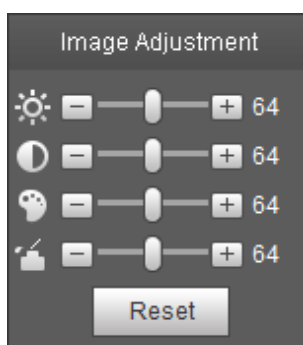 Image Adjustment
- + 64
- + 64
- + 64
- + 64
Reset